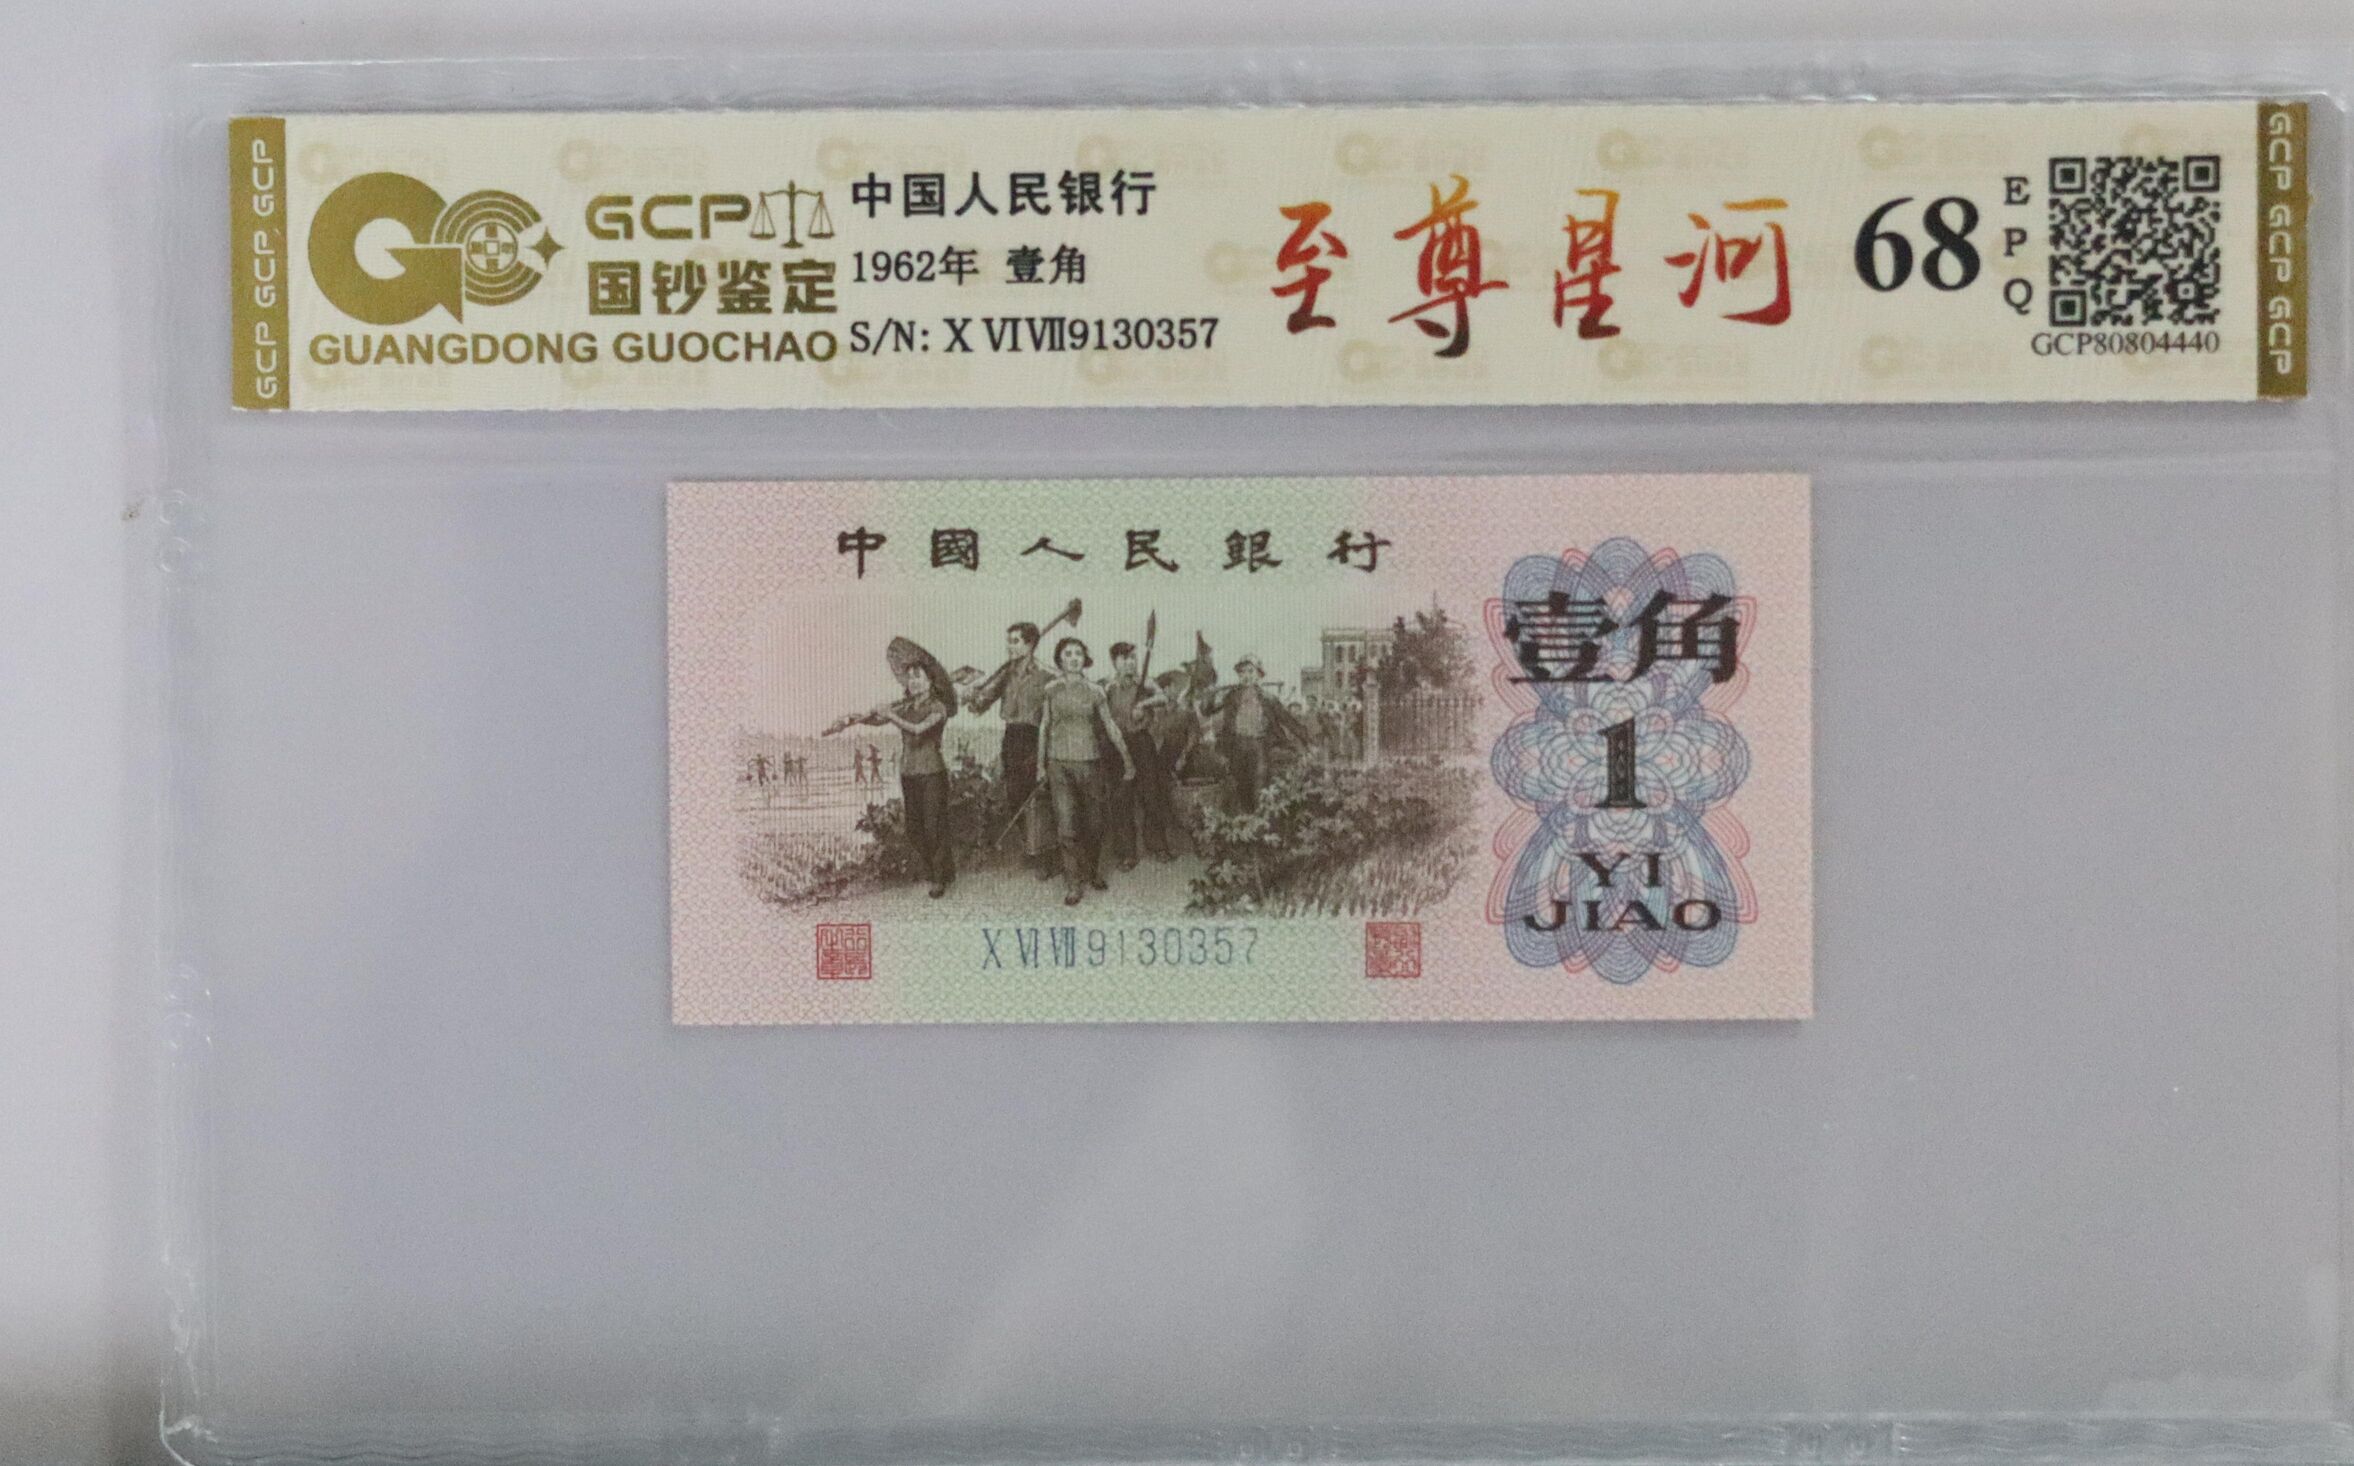 GCP GCP GCP GCP
GCP
国钞鉴定
GUANGDONG GUOCHAO
中国人民银行
1962年 壹角
S/N: X VI VII 9130357
至尊星河
68
EPQ
GCP80804440
GCP GCP GCP
中國人民銀行
壹角
1
YI
JIAO
X VI VII 9130357